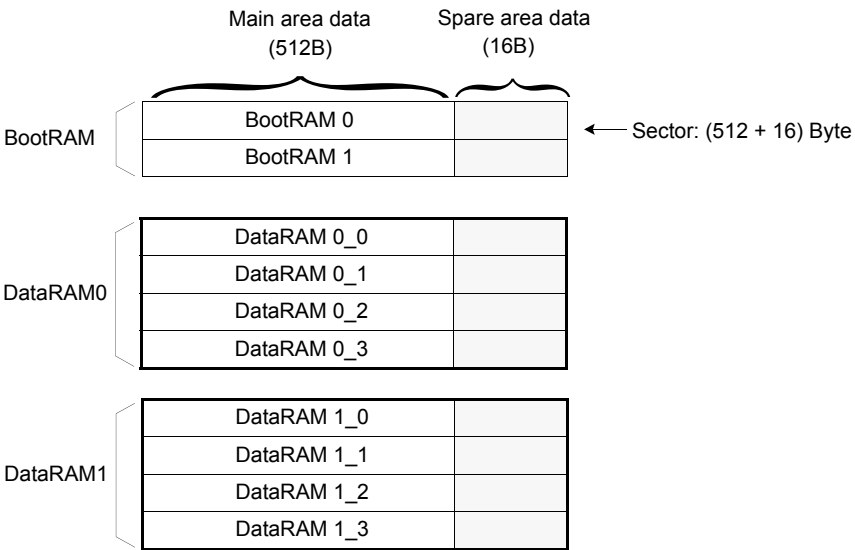 Main area data
(512B)
Spare area data
(16B)
BootRAM
BootRAM 0
BootRAM 1
Sector: (512 + 16) Byte
DataRAM0
DataRAM 0_0
DataRAM 0_1
DataRAM 0_2
DataRAM 0_3
DataRAM1
DataRAM 1_0
DataRAM 1_1
DataRAM 1_2
DataRAM 1_3